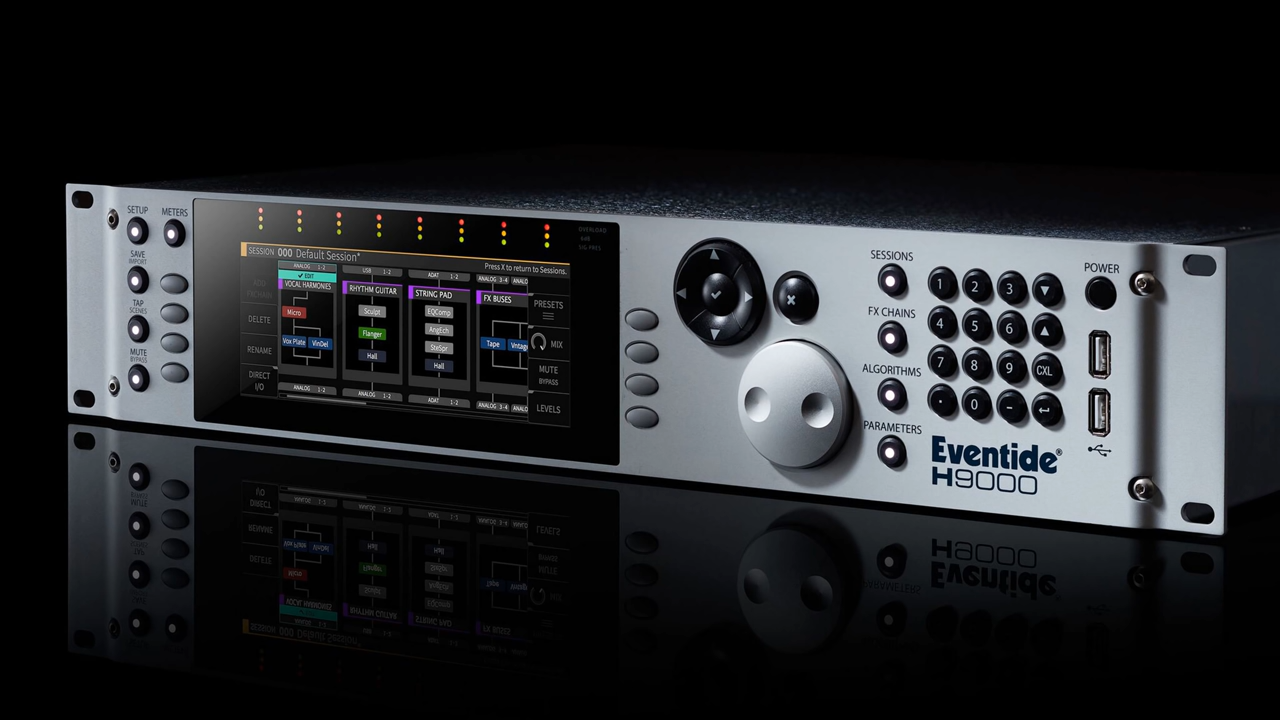 SETUP
METERS
SAVE
IMPORT
TAP
SCENES
MUTE
BYPASS
OVERLOAD
SIG-PRES
SESSION 000 Default Session*
Press X to return to Sessions.
DELETE
RENAME
DIRECT
I/O
ANALOG 1-2
✓ EDIT
VOCAL HARMONIES
Micro
Vox Plate
VinDel
ANALOG 1-2
USB 1-2
RHYTHM GUITAR
Sculpt
Flanger
Hall
ANALOG 1-2
ADAT 1-2
STRING PAD
EQComp
AngEch
SteSpr
Hall
ADAT 1-2
ANALOG 3-4
FX BUSES
Tape
ANALOG 3-4
PRESETS
MIX
MUTE
BYPASS
LEVELS
SESSIONS
FX CHAINS
ALGORITHMS
PARAMETERS
1 2 3
4 5 6
7 8 9 CXL
. 0 -
POWER
Eventide®
H9000